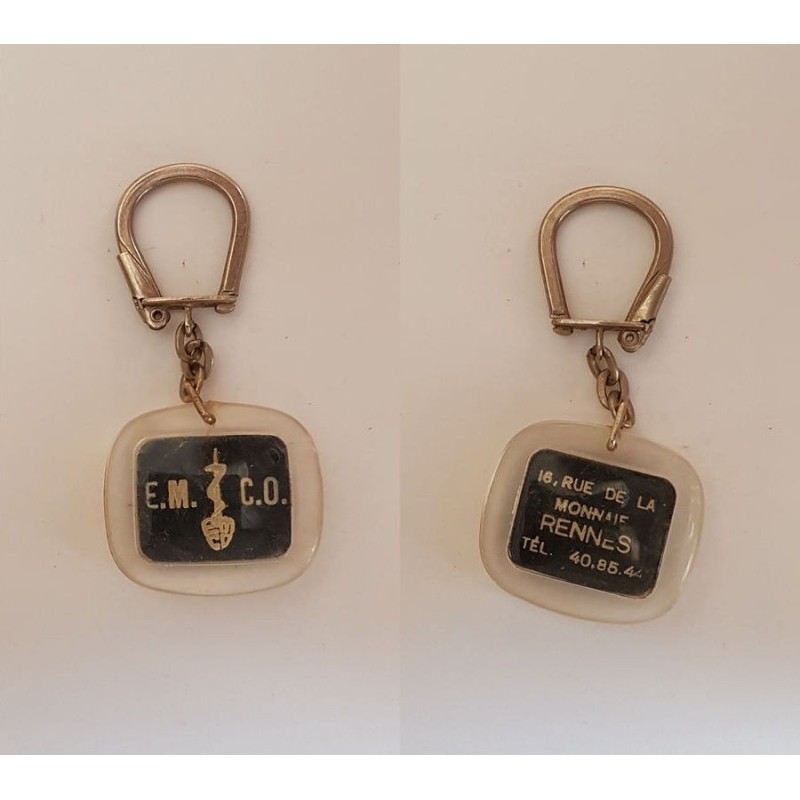 E.M. C.O.
16, RUE DE LA
MONNAIE
RENNES
TÉL. 40.85.44